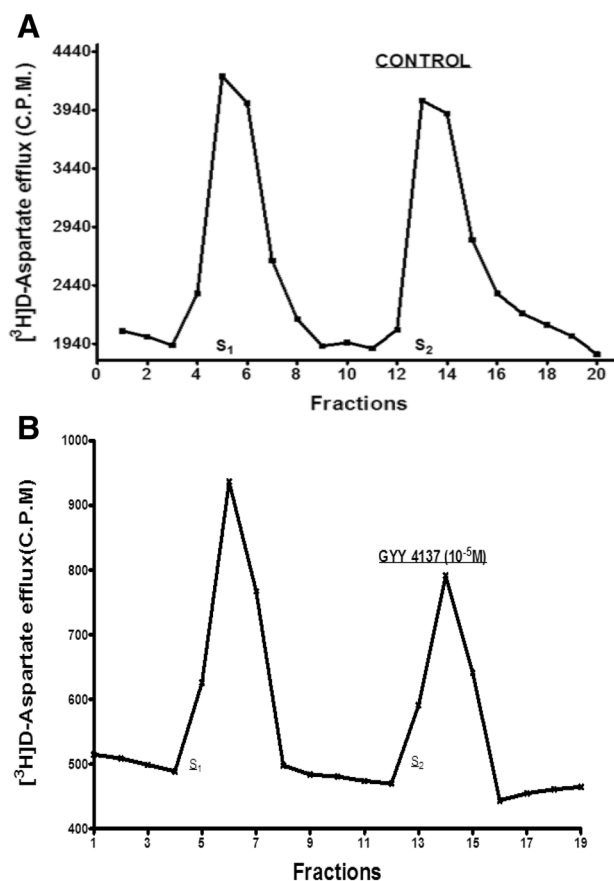 A
[³H]D-Aspartate efflux (C.P.M.)
CONTROL
4440
3940
3440
2940
2440
1940
S₁
S₂
0 2 4 6 8 10 12 14 16 18 20
Fractions
B
[³H]D-Aspartate efflux(C.P.M)
1000
900
800
700
600
500
400
GYY 4137 (10⁻⁵M)
S₁
S₂
1 3 5 7 9 11 13 15 17 19
Fractions